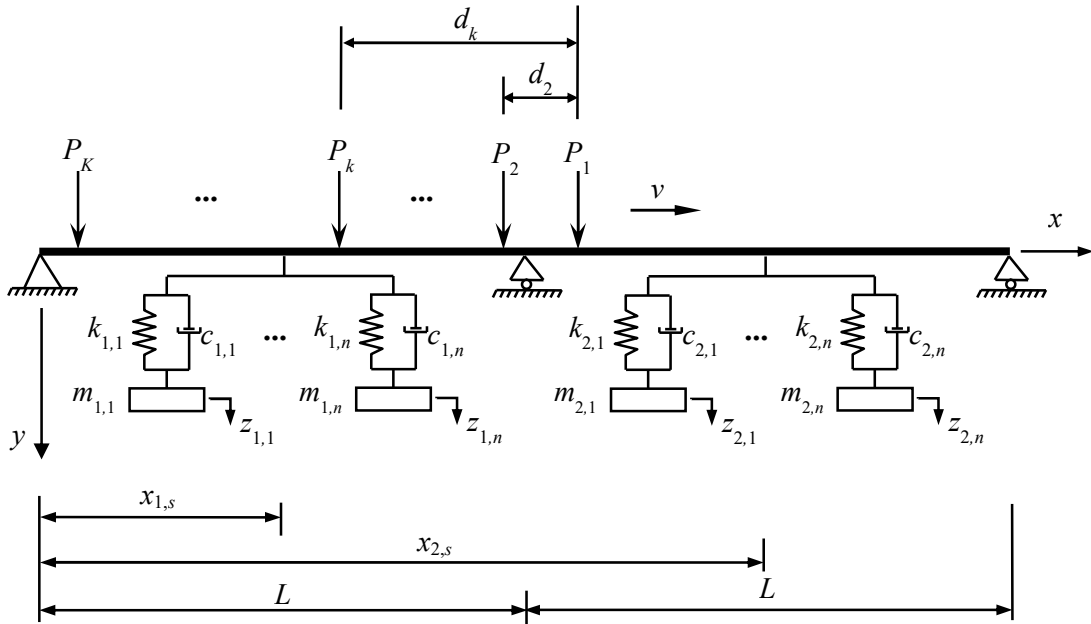 d_k
d_2
P_K ... P_k ... P_2 P_1 v x
k_{1,1} c_{1,1} ... k_{1,n} c_{1,n} k_{2,1} c_{2,1} ... k_{2,n} c_{2,n}
m_{1,1} m_{1,n} m_{2,1} m_{2,n}
y z_{1,1} z_{1,n} z_{2,1} z_{2,n}
x_{1,s}
x_{2,s}
L L